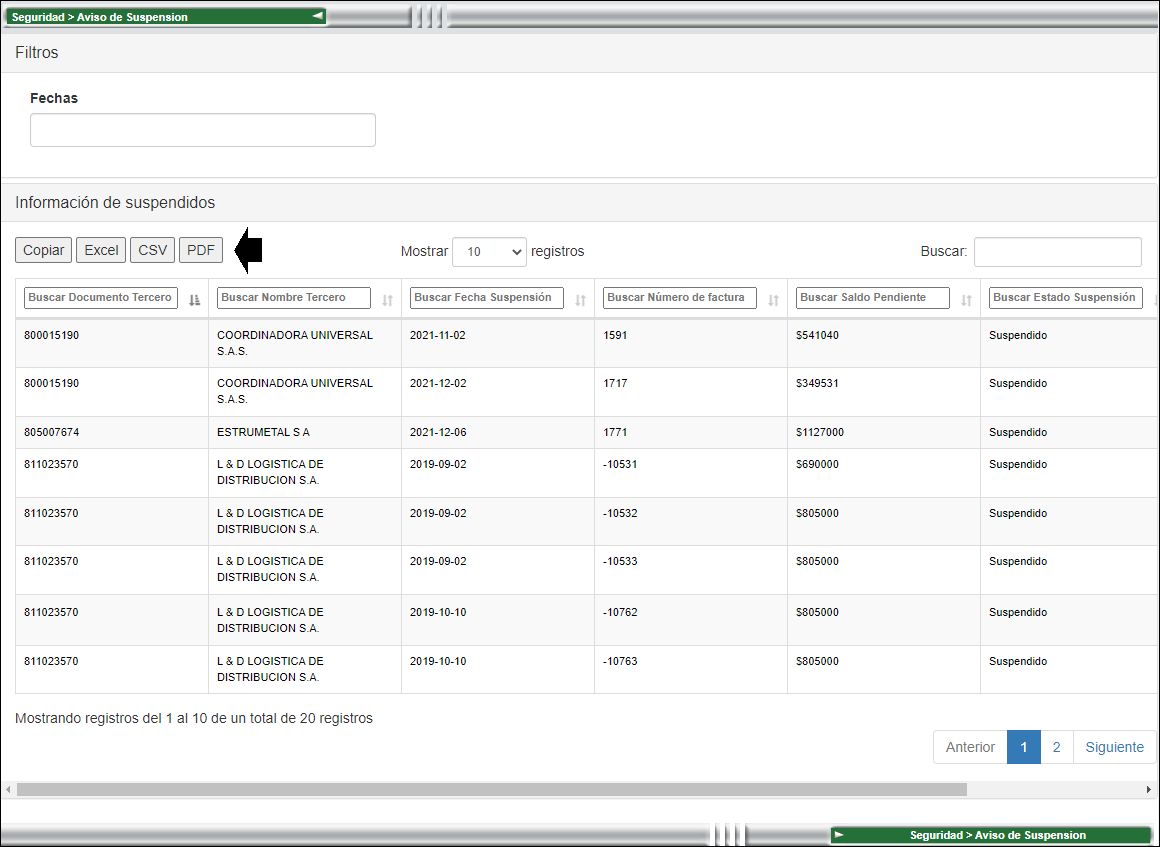 Seguridad > Aviso de Suspension
Filtros
Fechas
Información de suspendidos
Copiar Excel CSV PDF Mostrar 10 registros Buscar:
Buscar Documento Tercero Buscar Nombre Tercero Buscar Fecha Suspensión Buscar Número de factura Buscar Saldo Pendiente Buscar Estado Suspensión
800015190 COORDINADORA UNIVERSAL 2021-11-02 1591 $541040 Suspendido
S.A.S.
800015190 COORDINADORA UNIVERSAL 2021-12-02 1717 $349531 Suspendido
S.A.S.
805007674 ESTRUMETAL S A 2021-12-06 1771 $1127000 Suspendido
811023570 L & D LOGISTICA DE 2019-09-02 -10531 $690000 Suspendido
DISTRIBUCION S.A.
811023570 L & D LOGISTICA DE 2019-09-02 -10532 $805000 Suspendido
DISTRIBUCION S.A.
811023570 L & D LOGISTICA DE 2019-09-02 -10533 $805000 Suspendido
DISTRIBUCION S.A.
811023570 L & D LOGISTICA DE 2019-10-10 -10762 $805000 Suspendido
DISTRIBUCION S.A.
811023570 L & D LOGISTICA DE 2019-10-10 -10763 $805000 Suspendido
DISTRIBUCION S.A.
Mostrando registros del 1 al 10 de un total de 20 registros
Anterior 1 2 Siguiente
Seguridad > Aviso de Suspension